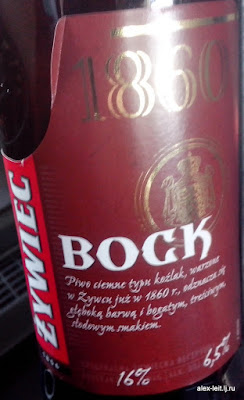 1860
ŻYWIEC
BOCK
Piwo ciemne typu koźlak, warzone
w Żywcu już w 1860 r., odznacza się
głęboką barwą i bogatym, treściwym,
słodowym smakiem.
16%
6,5%
alex-leit.lj.ru